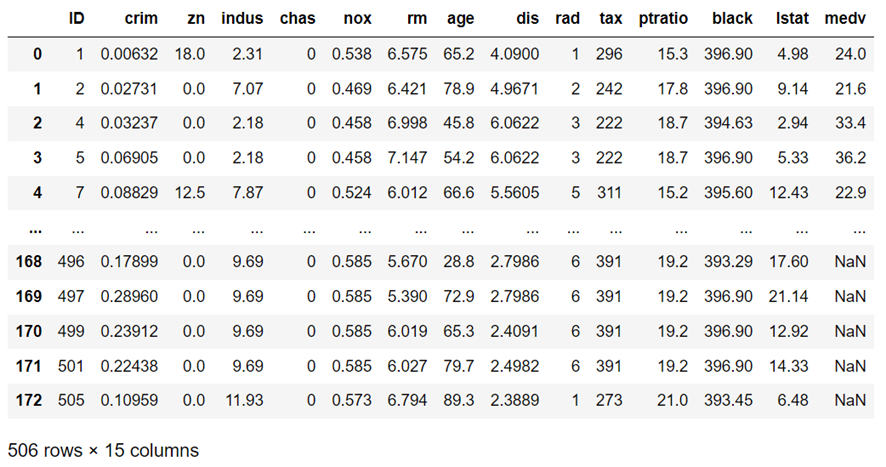 ID crim zn indus chas nox rm age dis rad tax ptratio black lstat medv
0 1 0.00632 18.0 2.31 0 0.538 6.575 65.2 4.0900 1 296 15.3 396.90 4.98 24.0
1 2 0.02731 0.0 7.07 0 0.469 6.421 78.9 4.9671 2 242 17.8 396.90 9.14 21.6
2 4 0.03237 0.0 2.18 0 0.458 6.998 45.8 6.0622 3 222 18.7 394.63 2.94 33.4
3 5 0.06905 0.0 2.18 0 0.458 7.147 54.2 6.0622 3 222 18.7 396.90 5.33 36.2
4 7 0.08829 12.5 7.87 0 0.524 6.012 66.6 5.5605 5 311 15.2 395.60 12.43 22.9
... ... ... ... ... ... ... ... ... ... ... ... ... ... ... ...
168 496 0.17899 0.0 9.69 0 0.585 5.670 28.8 2.7986 6 391 19.2 393.29 17.60 NaN
169 497 0.28960 0.0 9.69 0 0.585 5.390 72.9 2.7986 6 391 19.2 396.90 21.14 NaN
170 499 0.23912 0.0 9.69 0 0.585 6.019 65.3 2.4091 6 391 19.2 396.90 12.92 NaN
171 501 0.22438 0.0 9.69 0 0.585 6.027 79.7 2.4982 6 391 19.2 396.90 14.33 NaN
172 505 0.10959 0.0 11.93 0 0.573 6.794 89.3 2.3889 1 273 21.0 393.45 6.48 NaN
506 rows × 15 columns